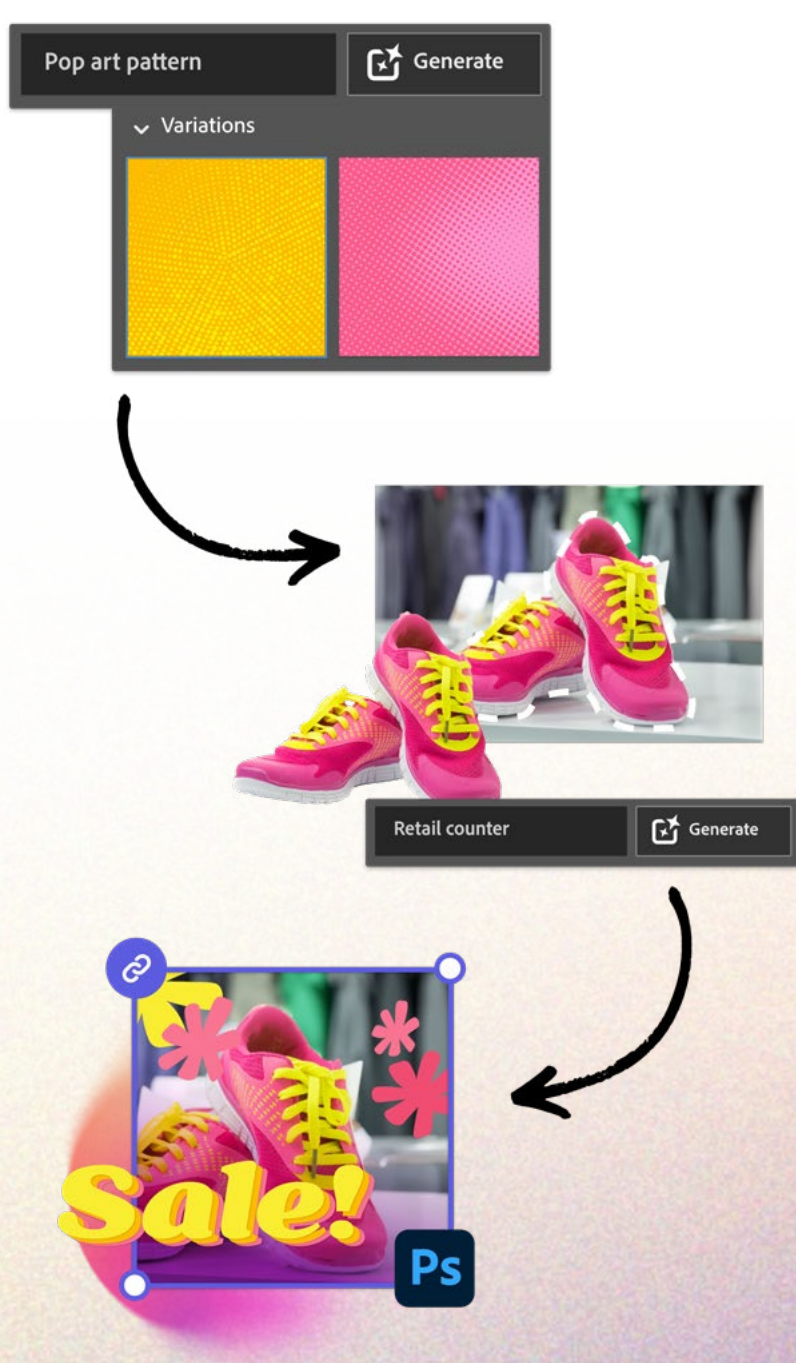 Pop art pattern
Generate
Variations
Retail counter
Generate
Sale!
Ps